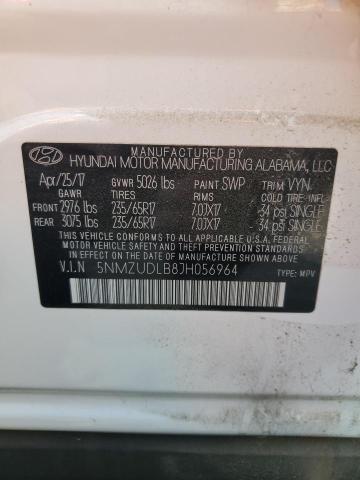 MANUFACTURED BY
HYUNDAI MOTOR MANUFACTURING ALABAMA, LLC
Apr/25/17 GVWR 5026 lbs PAINT SWP TRIM VYN
GAWR TIRES RIMS COLD TIRE INFL
FRONT 2976 lbs 235/65R17 7.0JX17 34 psi SINGLE
REAR 3075 lbs 235/65R17 7.0JX17 34 psi SINGLE
THIS VEHICLE CONFORMS TO ALL APPLICABLE U.S.A. FEDERAL
MOTOR VEHICLE SAFETY AND THEFT PREVENTION STANDARDS
IN EFFECT ON THE DATE OF MANUFACTURE SHOWN ABOVE.
V.I.N 5NMZUDLB8JH056964 TYPE: MPV